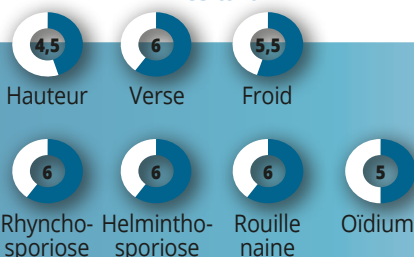 4,5 6 5,5
Hauteur Verse Froid
6 6 6 5
Rhyncho- Helmintho- Rouille Oïdium
sporiose sporiose naine